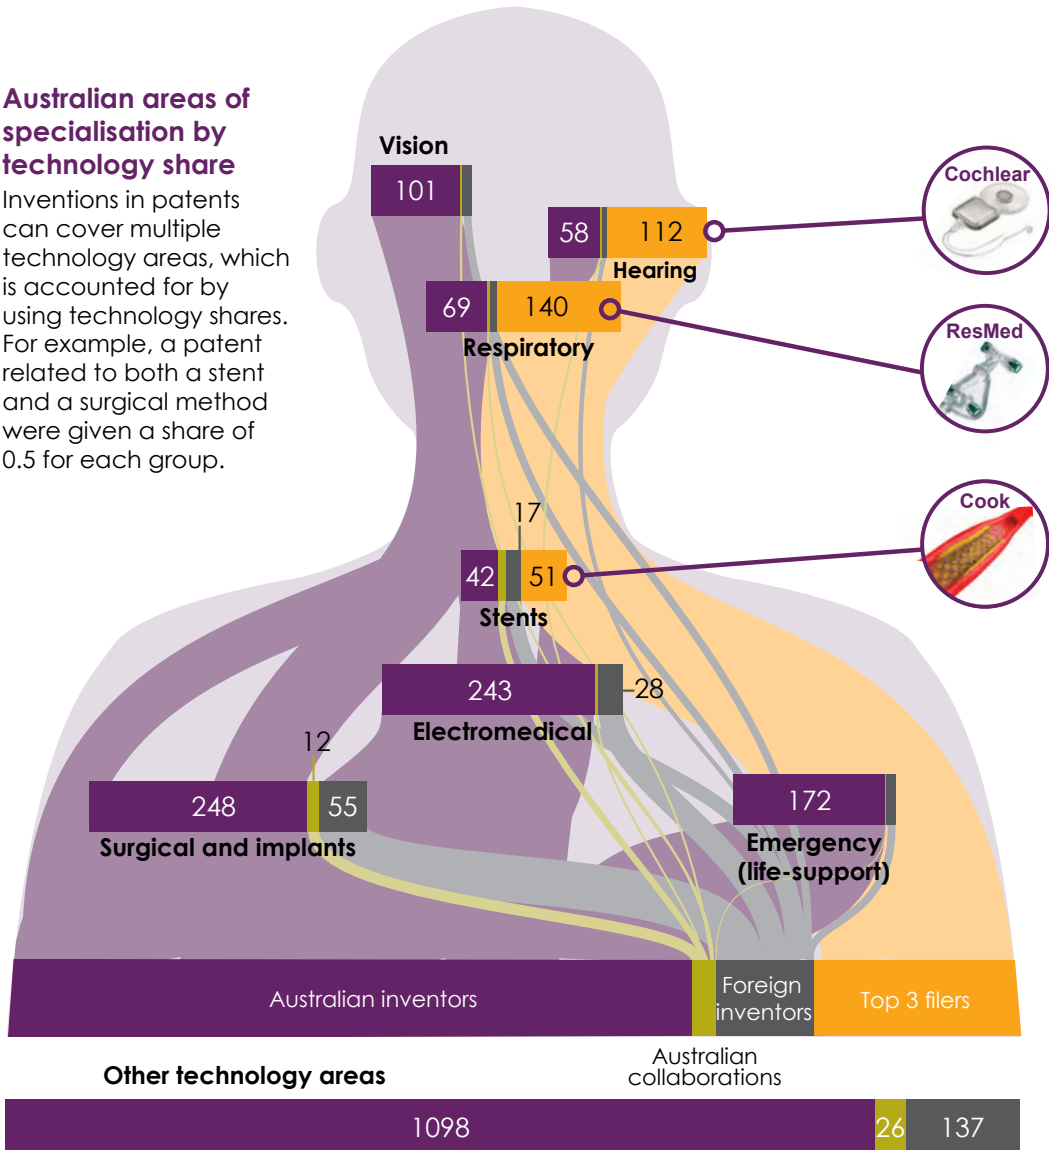 Australian areas of
specialisation by
technology share
Inventions in patents
can cover multiple
technology areas, which
is accounted for by
using technology shares.
For example, a patent
related to both a stent
and a surgical method
were given a share of
0.5 for each group.
Vision
101
58
112
Hearing
Cochlear
69
140
Respiratory
ResMed
17
42
51
Stents
Cook
243
28
Electromedical
12
248
55
Surgical and implants
172
Emergency
(life-support)
Australian inventors
Foreign
inventors
Top 3 filers
Australian
collaborations
Other technology areas
1098
26
137